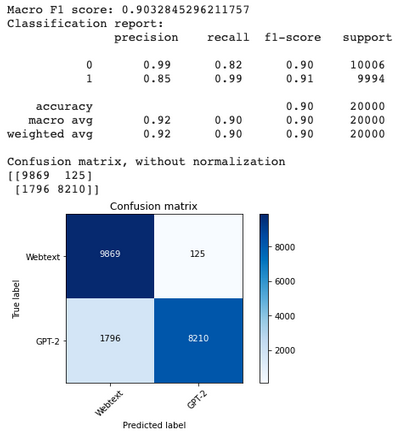 Macro F1 score: 0.9032845296211757
Classification report:
precision recall f1-score support
0 0.99 0.82 0.90 10006
1 0.85 0.99 0.91 9994
accuracy 0.90 20000
macro avg 0.92 0.90 0.90 20000
weighted avg 0.92 0.90 0.90 20000
Confusion matrix, without normalization
[[9869 125]
[1796 8210]]
Confusion matrix
Webtext 9869 125
GPT-2 1796 8210
True label
Webtext GPT-2
Predicted label
8000
6000
4000
2000